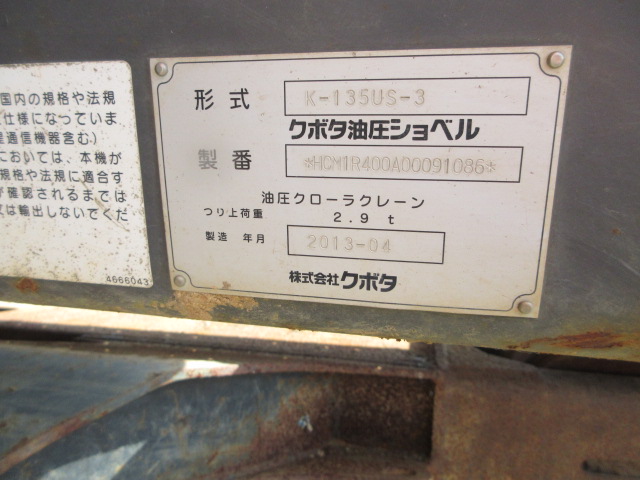 国内の規格や法規
仕様になっていま
通信機器含む)
においては、本機が
規格や法規に適合す
が確認されるまでは
輸出しないでくだ
4666043
形式 K-135US-3
クボタ油圧ショベル
製番 *HCM1R400A00091086*
油圧クローラクレーン
つり上荷重 2.9 t
製造 年月 2013-04
株式会社クボタ